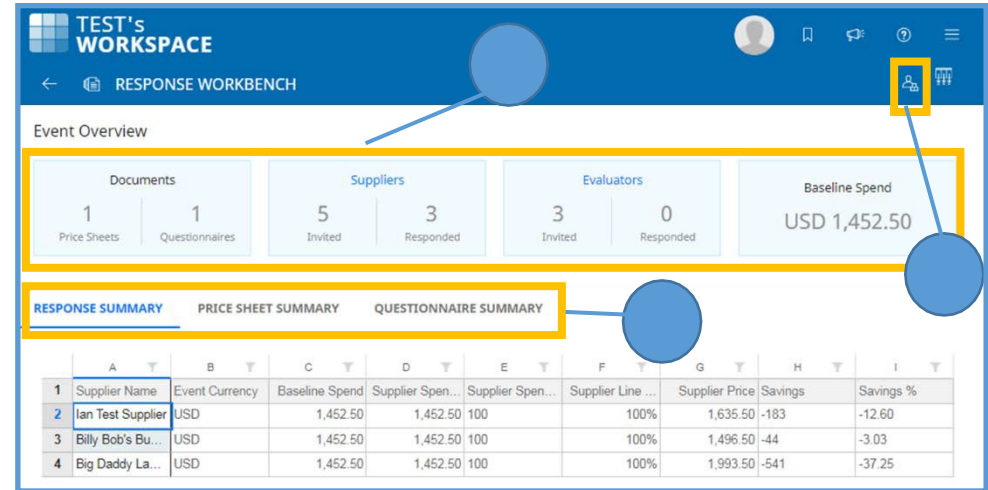 TEST's
WORKSPACE
RESPONSE WORKBENCH
Event Overview
Documents
1 1
Price Sheets Questionnaires
Suppliers
5 3
Invited Responded
Evaluators
3 0
Invited Responded
Baseline Spend
USD 1,452.50
RESPONSE SUMMARY PRICE SHEET SUMMARY QUESTIONNAIRE SUMMARY
A B C D E F G H I
1 Supplier Name Event Currency Baseline Spend Supplier Spen... Supplier Spen... Supplier Line ... Supplier Price Savings Savings %
2 Ian Test Supplier USD 1,452.50 1,452.50 100 100% 1,635.50 -183 -12.60
3 Billy Bob's Bu... USD 1,452.50 1,452.50 100 100% 1,496.50 -44 -3.03
4 Big Daddy La... USD 1,452.50 1,452.50 100 100% 1,993.50 -541 -37.25